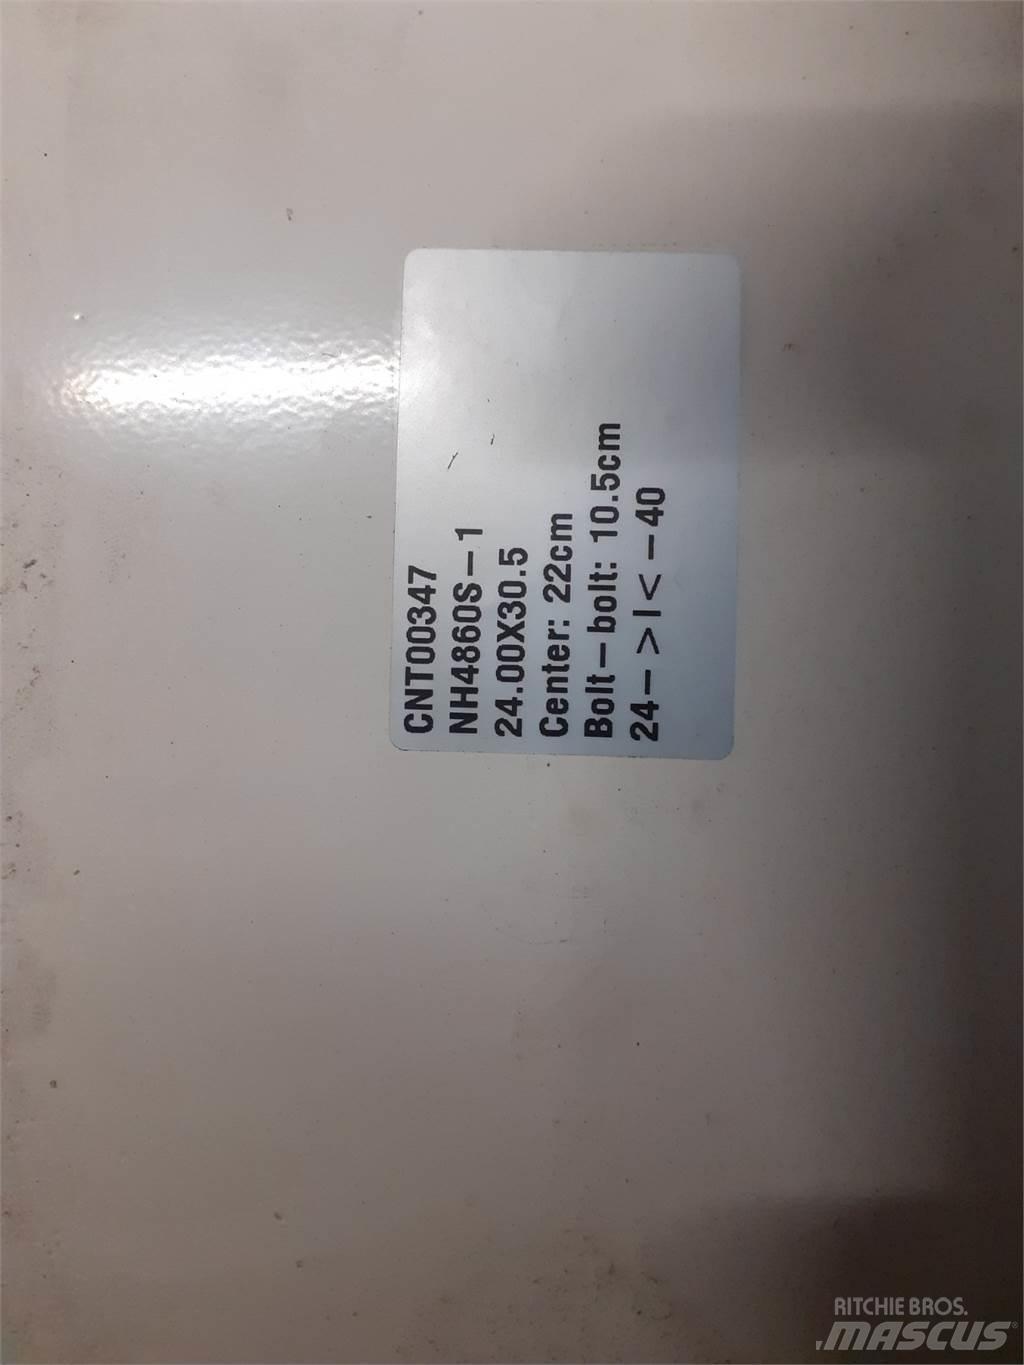 CNT00347
NH4860S-1
24.00X30.5
Center: 22cm
Bolt-bolt: 10.5cm
24->|<-40
RITCHIE BROS.
MASCUS